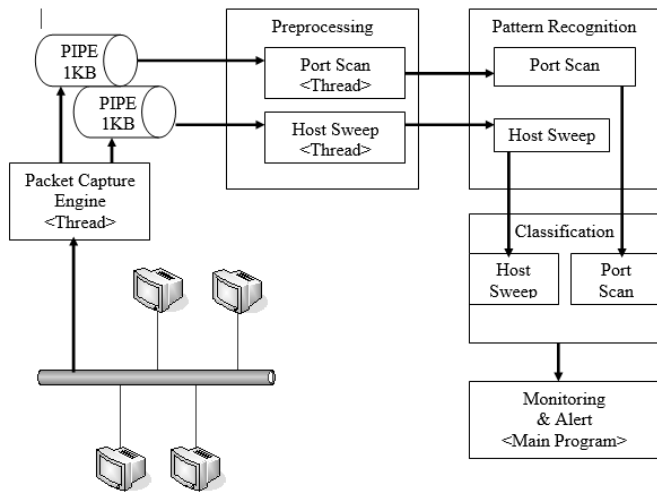 PIPE
1KB
PIPE
1KB
Packet Capture
Engine
<Thread>
Preprocessing
Port Scan
<Thread>
Host Sweep
<Thread>
Pattern Recognition
Port Scan
Host Sweep
Classification
Host
Sweep
Port
Scan
Monitoring
& Alert
<Main Program>